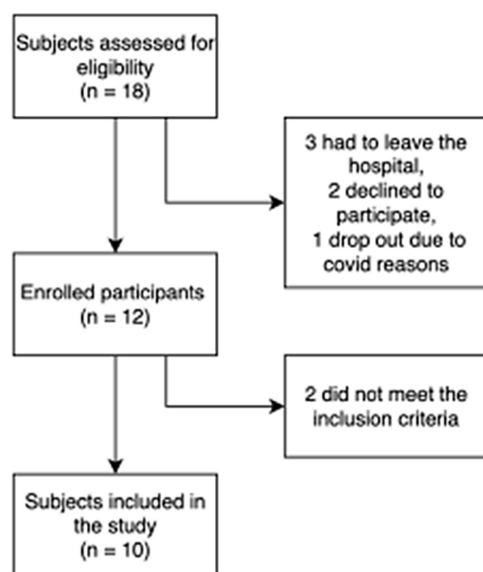 Subjects assessed for
eligibility
(n = 18)
3 had to leave the
hospital,
2 declined to
participate,
1 drop out due to
covid reasons
Enrolled participants
(n = 12)
2 did not meet the
inclusion criteria
Subjects included in
the study
(n = 10)